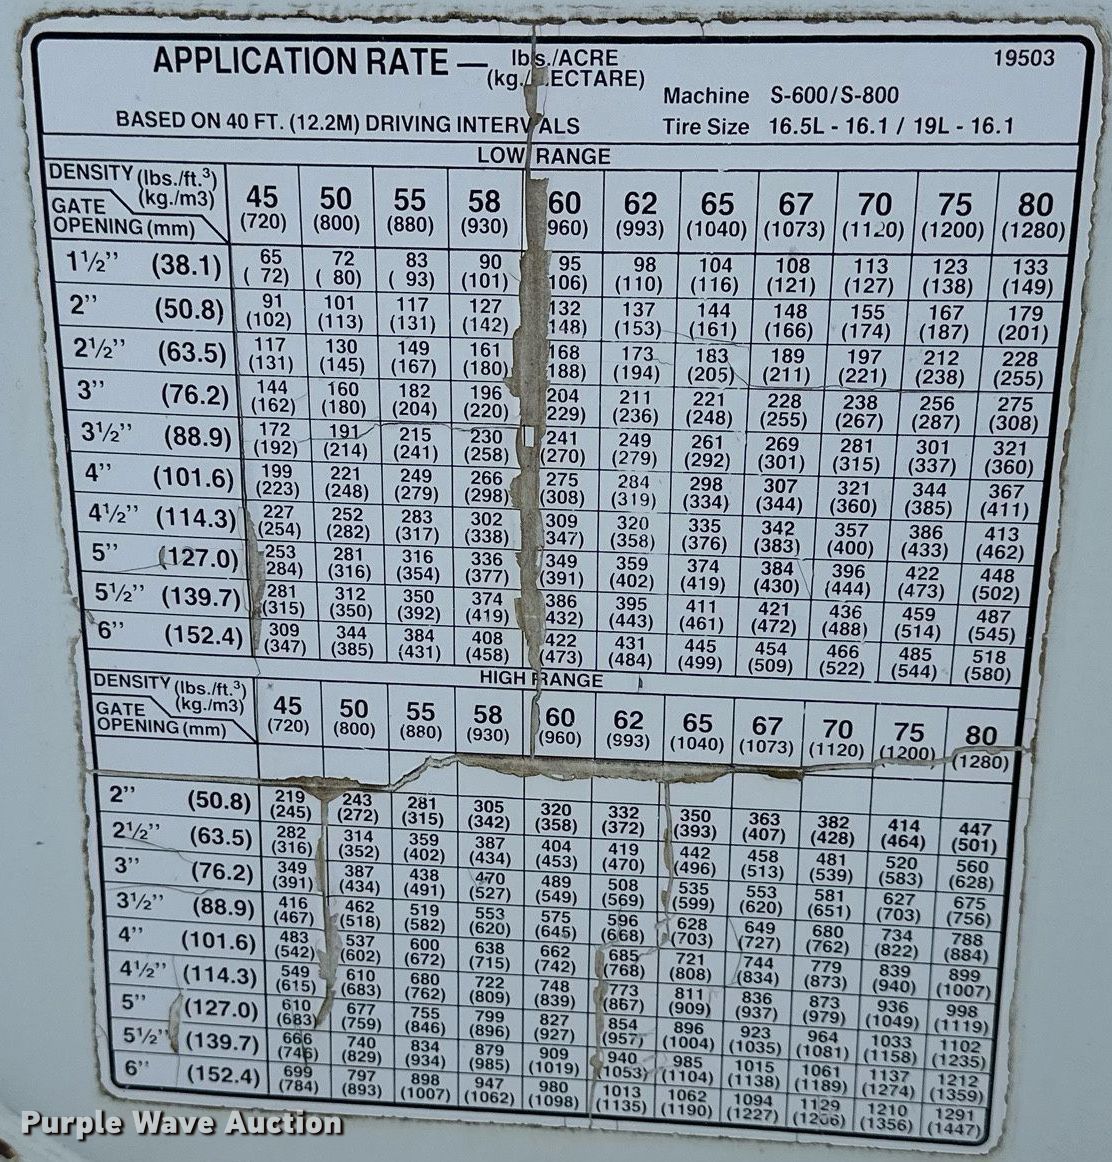 APPLICATION RATE — lbs./ACRE 19503
(kg./ ECTARE)
Machine S-600/S-800
BASED ON 40 FT. (12.2M) DRIVING INTERVALS Tire Size 16.5L - 16.1 / 19L - 16.1
LOW RANGE
DENSITY (lbs./ft.³) 45 50 55 58 60 62 65 67 70 75 80
(kg./m3)
GATE
OPENING (mm) (720) (800) (880) (930) 960) (993) (1040) (1073) (1120) (1200) (1280)
1½" (38.1) 65 72 83 90 95 98 104 108 113 123 133
( 72) ( 80) ( 93) (101) 106) (110) (116) (121) (127) (138) (149)
2" (50.8) 91 101 117 127 132 137 144 148 155 167 179
(102) (113) (131) (142) 148) (153) (161) (166) (174) (187) (201)
2½" (63.5) 117 130 149 161 168 173 183 189 197 212 228
(131) (145) (167) (180) 188) (194) (205) (211) (221) (238) (255)
3" (76.2) 144 160 182 196 204 211 221 228 238 256 275
(162) (180) (204) (220) 229) (236) (248) (255) (267) (287) (308)
3½" (88.9) 172 191 215 230 241 249 261 269 281 301 321
(192) (214) (241) (258) (270) (279) (292) (301) (315) (337) (360)
4" (101.6) 199 221 249 266 275 284 298 307 321 344 367
(223) (248) (279) (298) (308) (319) (334) (344) (360) (385) (411)
4½" (114.3) 227 252 283 302 309 320 335 342 357 386 413
(254) (282) (317) (338) 347) (358) (376) (383) (400) (433) (462)
5" (127.0) 253 281 316 336 349 359 374 384 396 422 448
284) (316) (354) (377) (391) (402) (419) (430) (444) (473) (502)
5½" (139.7) 281 312 350 374 386 395 411 421 436 459 487
(315) (350) (392) (419) 432) (443) (461) (472) (488) (514) (545)
6" (152.4) 309 344 384 408 422 431 445 454 466 485 518
(347) (385) (431) (458) (473) (484) (499) (509) (522) (544) (580)
HIGH RANGE
DENSITY (lbs./ft.³) 45 50 55 58 60 62 65 67 70 75 80
(kg./m3)
GATE
OPENING (mm) (720) (800) (880) (930) (960) (993) (1040) (1073) (1120) (1200) (1280)
2" (50.8) 219 243 281 305 320 332 350 363 382 414 447
(245) (272) (315) (342) (358) (372) (393) (407) (428) (464) (501)
2½" (63.5) 282 314 359 387 404 419 442 458 481 520 560
(316) (352) (402) (434) (453) (470) (496) (513) (539) (583) (628)
3" (76.2) 349 387 438 470 489 508 535 553 581 627 675
(391) (434) (491) (527) (549) (569) (599) (620) (651) (703) (756)
3½" (88.9) 416 462 519 553 575 596 628 649 680 734 788
(467) (518) (582) (620) (645) (668) (703) (727) (762) (822) (884)
4" (101.6) 483 537 600 638 662 685 721 744 779 839 899
(542) (602) (672) (715) (742) (768) (808) (834) (873) (940) (1007)
4½" (114.3) 549 610 680 722 748 773 811 836 873 936 998
(615) (683) (762) (809) (839) (867) (909) (937) (979) (1049) (1119)
5" (127.0) 610 677 755 799 827 854 896 923 964 1033 1102
(683) (759) (846) (896) (927) (957) (1004) (1035) (1081) (1158) (1235)
5½" (139.7) 666 740 834 879 909 940 985 1015 1061 1137 1212
(746) (829) (934) (985) (1019) 1053) (1104) (1138) (1189) (1274) (1359)
6" (152.4) 699 797 898 947 980 1013 1062 1094 1129 1210 1291
(784) (893) (1007) (1062) (1098) (1135) (1190) (1227) (1356) (1447)
Purple Wave Auction